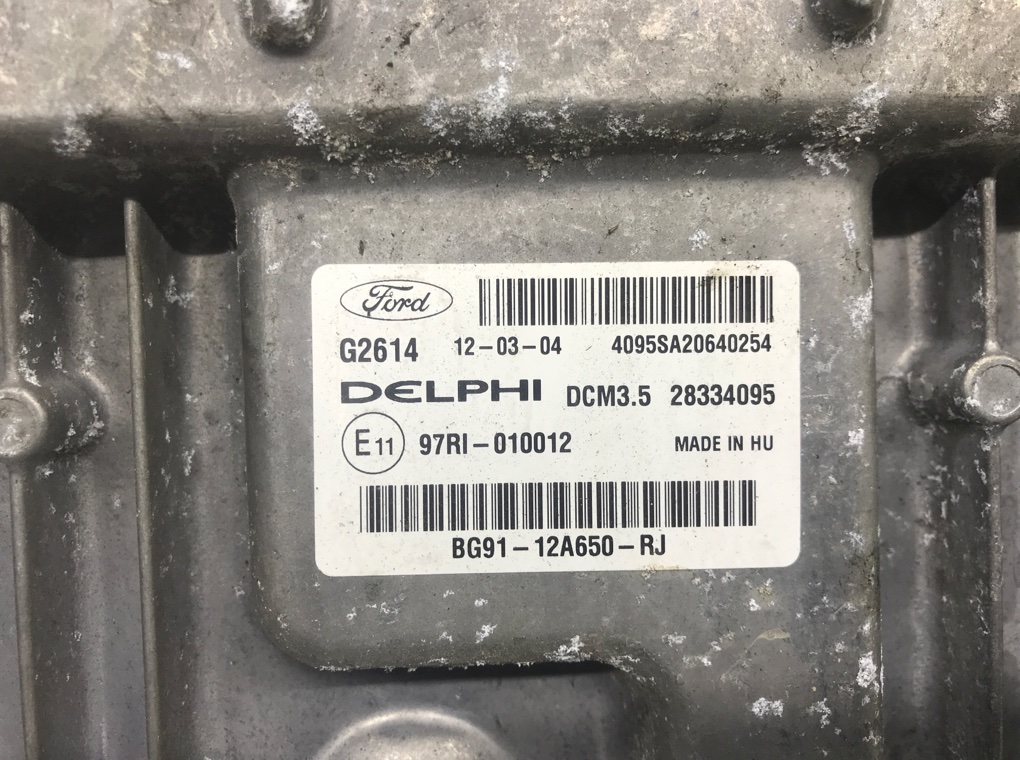 Ford
G2614 12-03-04 4095SA20640254
DELPHI DCM3.5 28334095
E11 97RI-010012 MADE IN HU
BG91-12A650-RJ